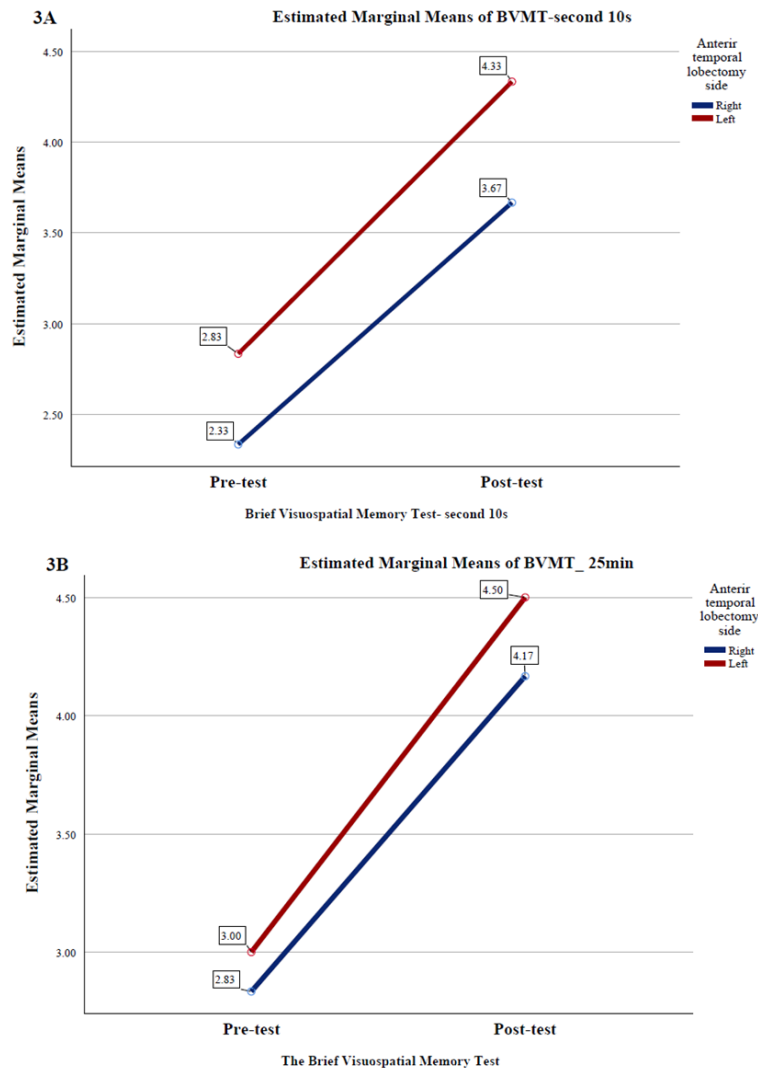 3A
Estimated Marginal Means of BVMT-second 10s
Anterir
temporal
lobectomy
side
Right
Left
Estimated Marginal Means
4.50
4.00
3.50
3.00
2.50
4.33
3.67
2.83
2.33
Pre-test
Post-test
Brief Visuospatial Memory Test- second 10s
3B
Estimated Marginal Means of BVMT_ 25min
Anterir
temporal
lobectomy
side
Right
Left
Estimated Marginal Means
4.50
4.00
3.50
3.00
4.50
4.17
3.00
2.83
Pre-test
Post-test
The Brief Visuospatial Memory Test